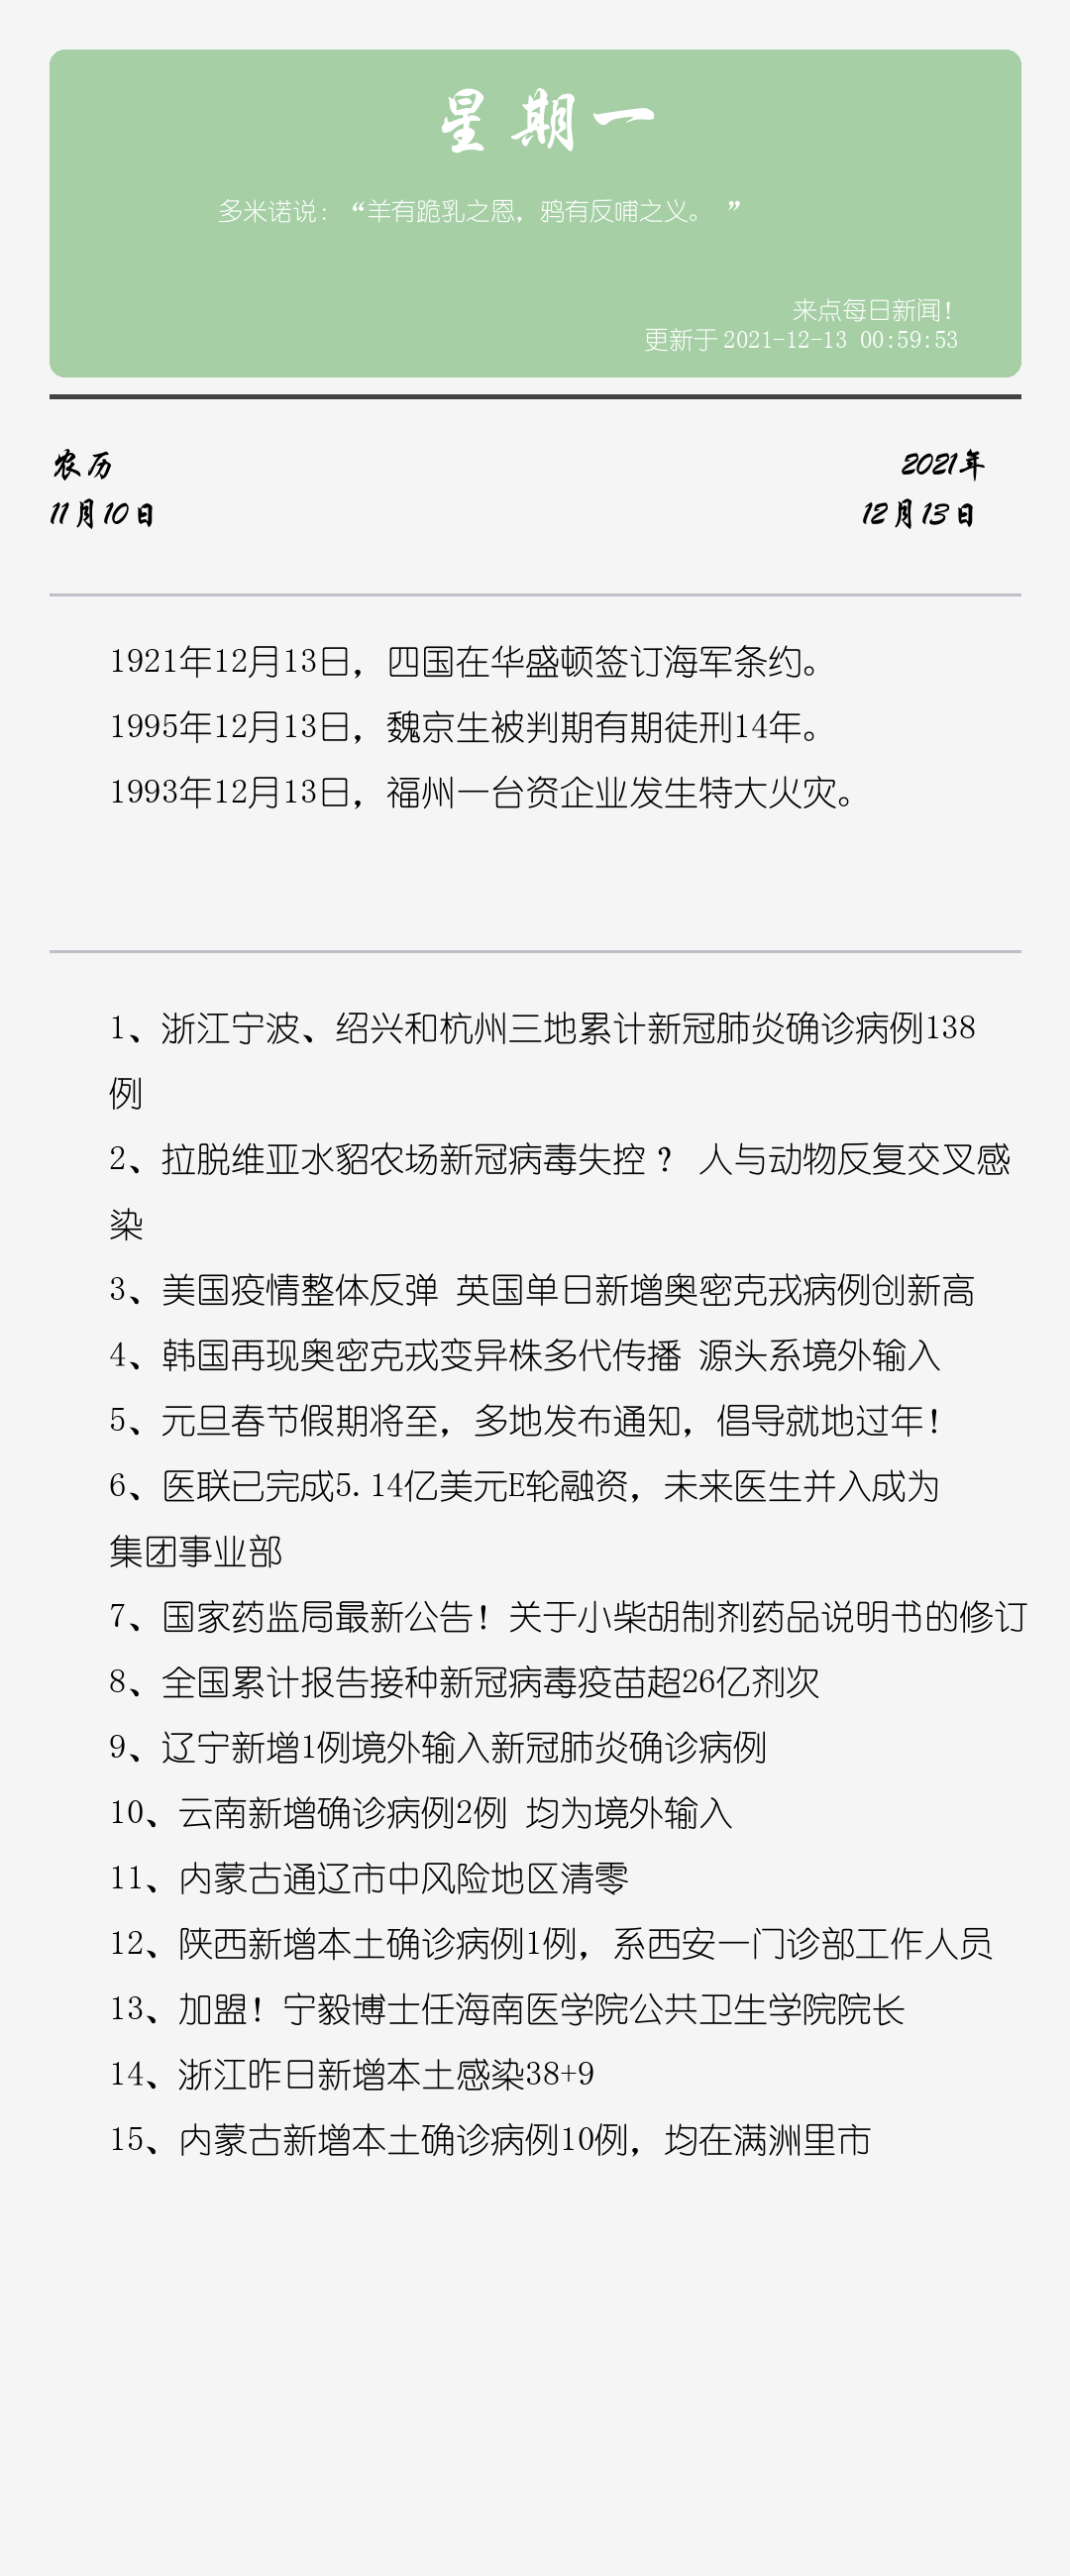 星期一
多米诺说：“羊有跪乳之恩，鸦有反哺之义。”
来点每日新闻！
更新于2021-12-13 00:59:53
农历
2021年
11月10日
12月13日
1921年12月13日，四国在华盛顿签订海军条约。
1995年12月13日，魏京生被判期有期徒刑14年。
1993年12月13日，福州一台资企业发生特大火灾。
1、浙江宁波、绍兴和杭州三地累计新冠肺炎确诊病例138
例
2、拉脱维亚水貂农场新冠病毒失控？ 人与动物反复交叉感
染
3、美国疫情整体反弹 英国单日新增奥密克戎病例创新高
4、韩国再现奥密克戎变异株多代传播 源头系境外输入
5、元旦春节假期将至，多地发布通知，倡导就地过年！
6、医联已完成5.14亿美元E轮融资，未来医生并入成为
集团事业部
7、国家药监局最新公告！关于小柴胡制剂药品说明书的修订
8、全国累计报告接种新冠病毒疫苗超26亿剂次
9、辽宁新增1例境外输入新冠肺炎确诊病例
10、云南新增确诊病例2例 均为境外输入
11、内蒙古通辽市中风险地区清零
12、陕西新增本土确诊病例1例，系西安一门诊部工作人员
13、加盟！宁毅博士任海南医学院公共卫生学院院长
14、浙江昨日新增本土感染38+9
15、内蒙古新增本土确诊病例10例，均在满洲里市